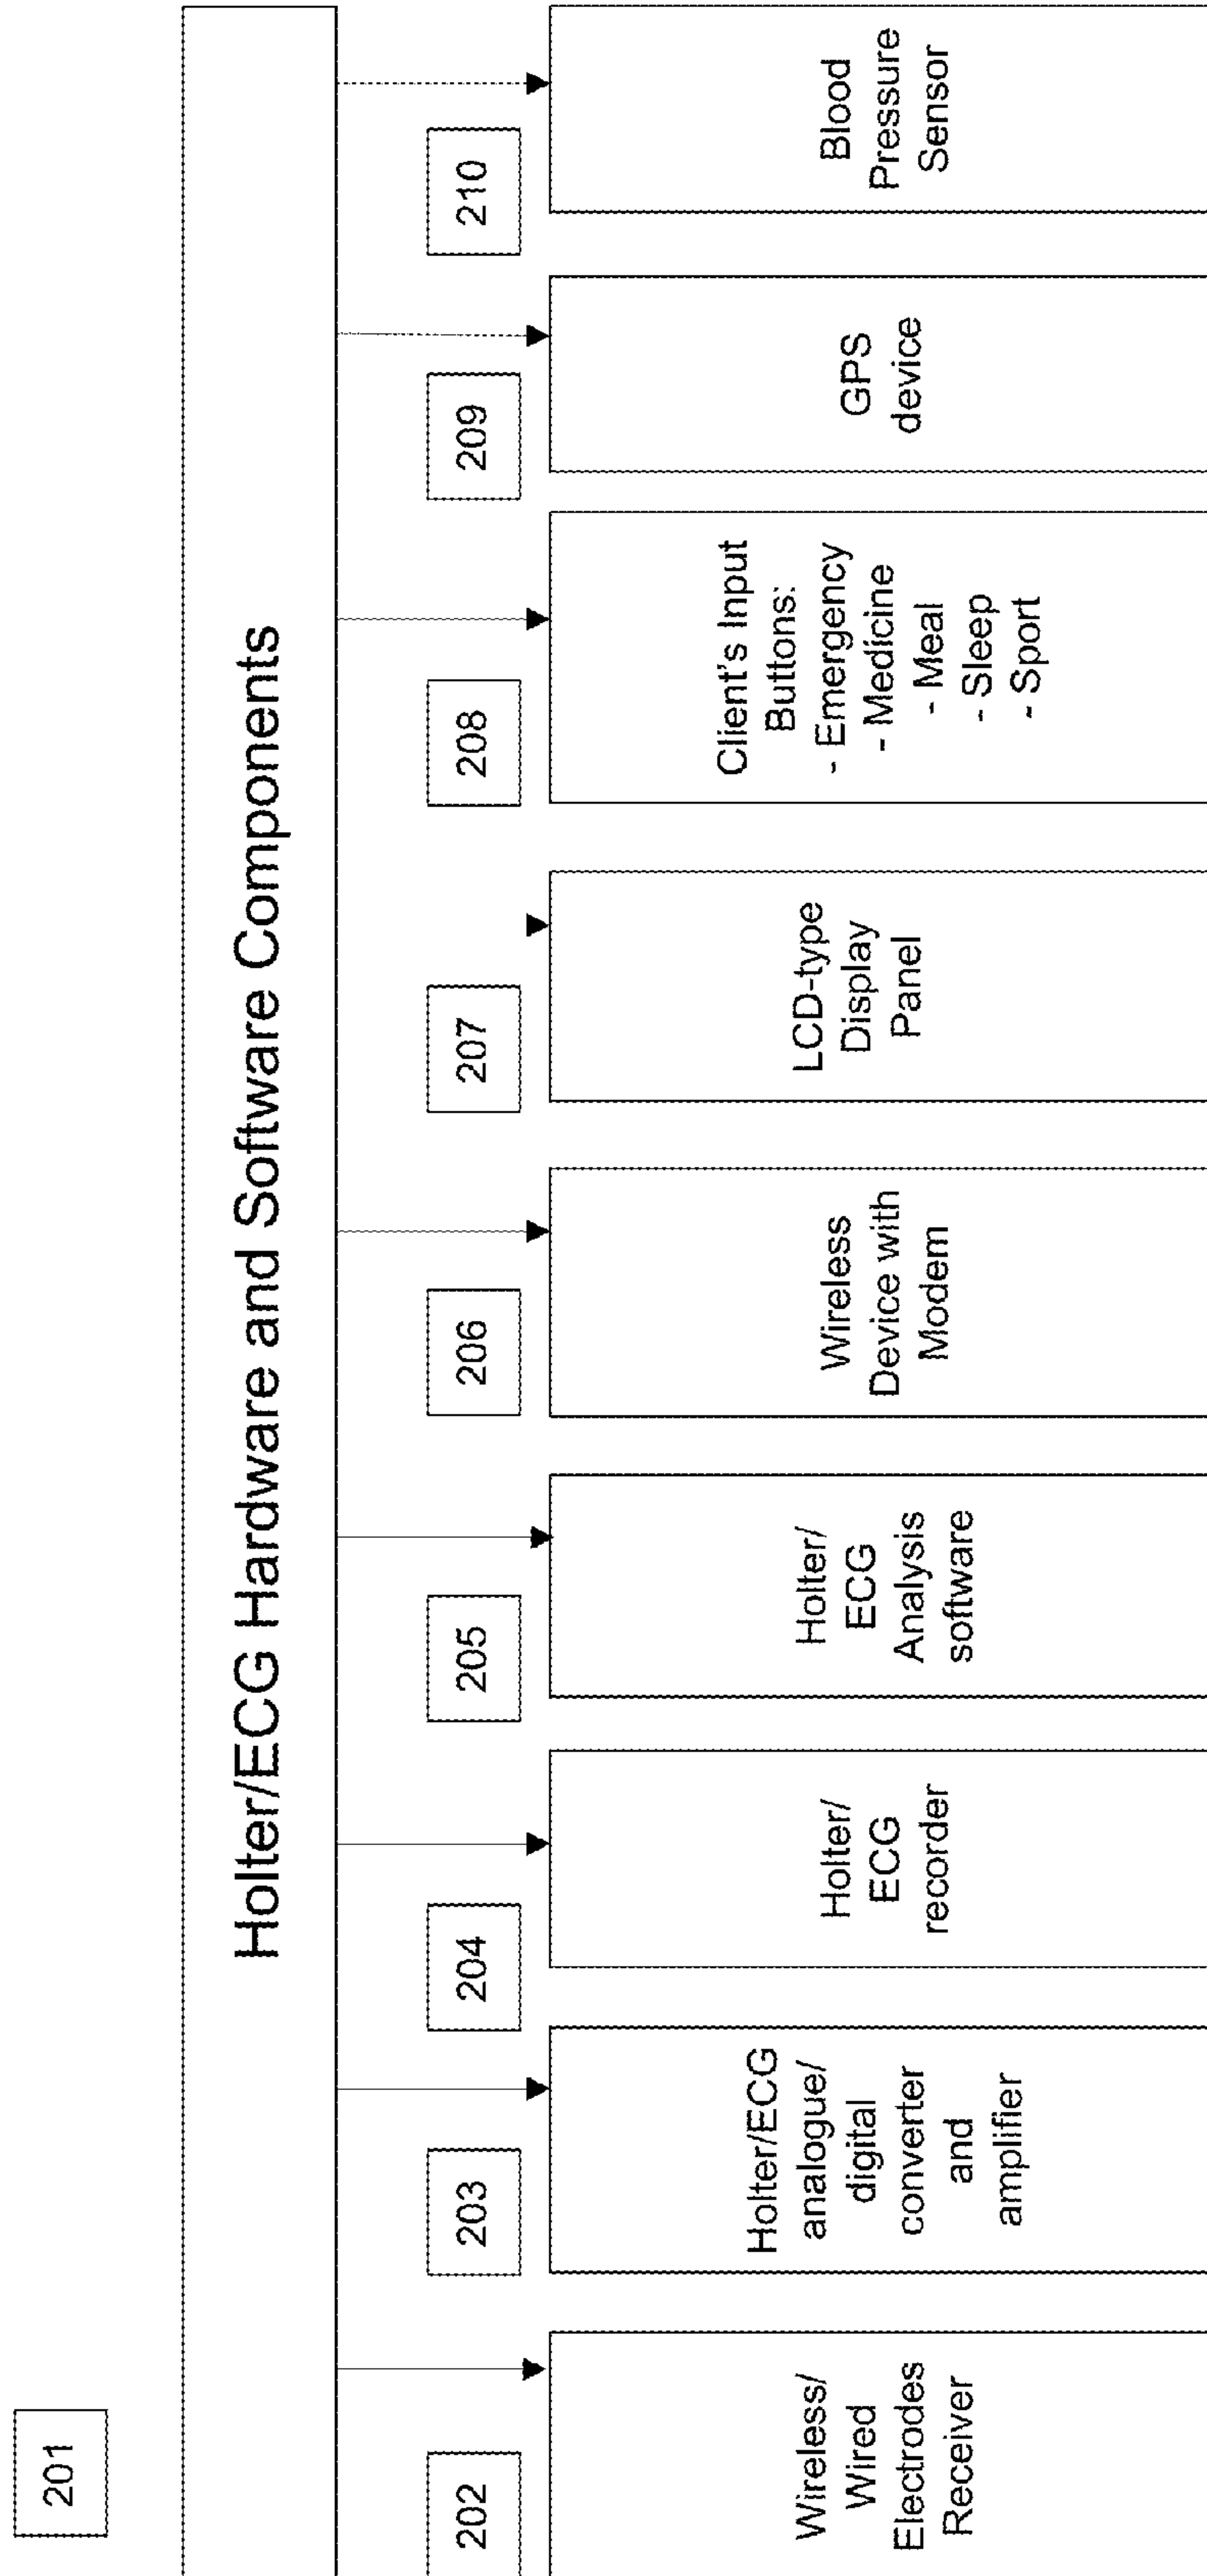 201
Holter/ECG Hardware and Software Components
202
Wireless/
Wired
Electrodes
Receiver
203
Holter/ECG
analogue/
digital
converter
and
amplifier
204
Holter/
ECG
recorder
205
Holter/
ECG
Analysis
software
206
Wireless
Device with
Modem
207
LCD-type
Display
Panel
208
Client's Input
Buttons:
- Emergency
- Medicine
- Meal
- Sleep
- Sport
209
GPS
device
210
Blood
Pressure
Sensor